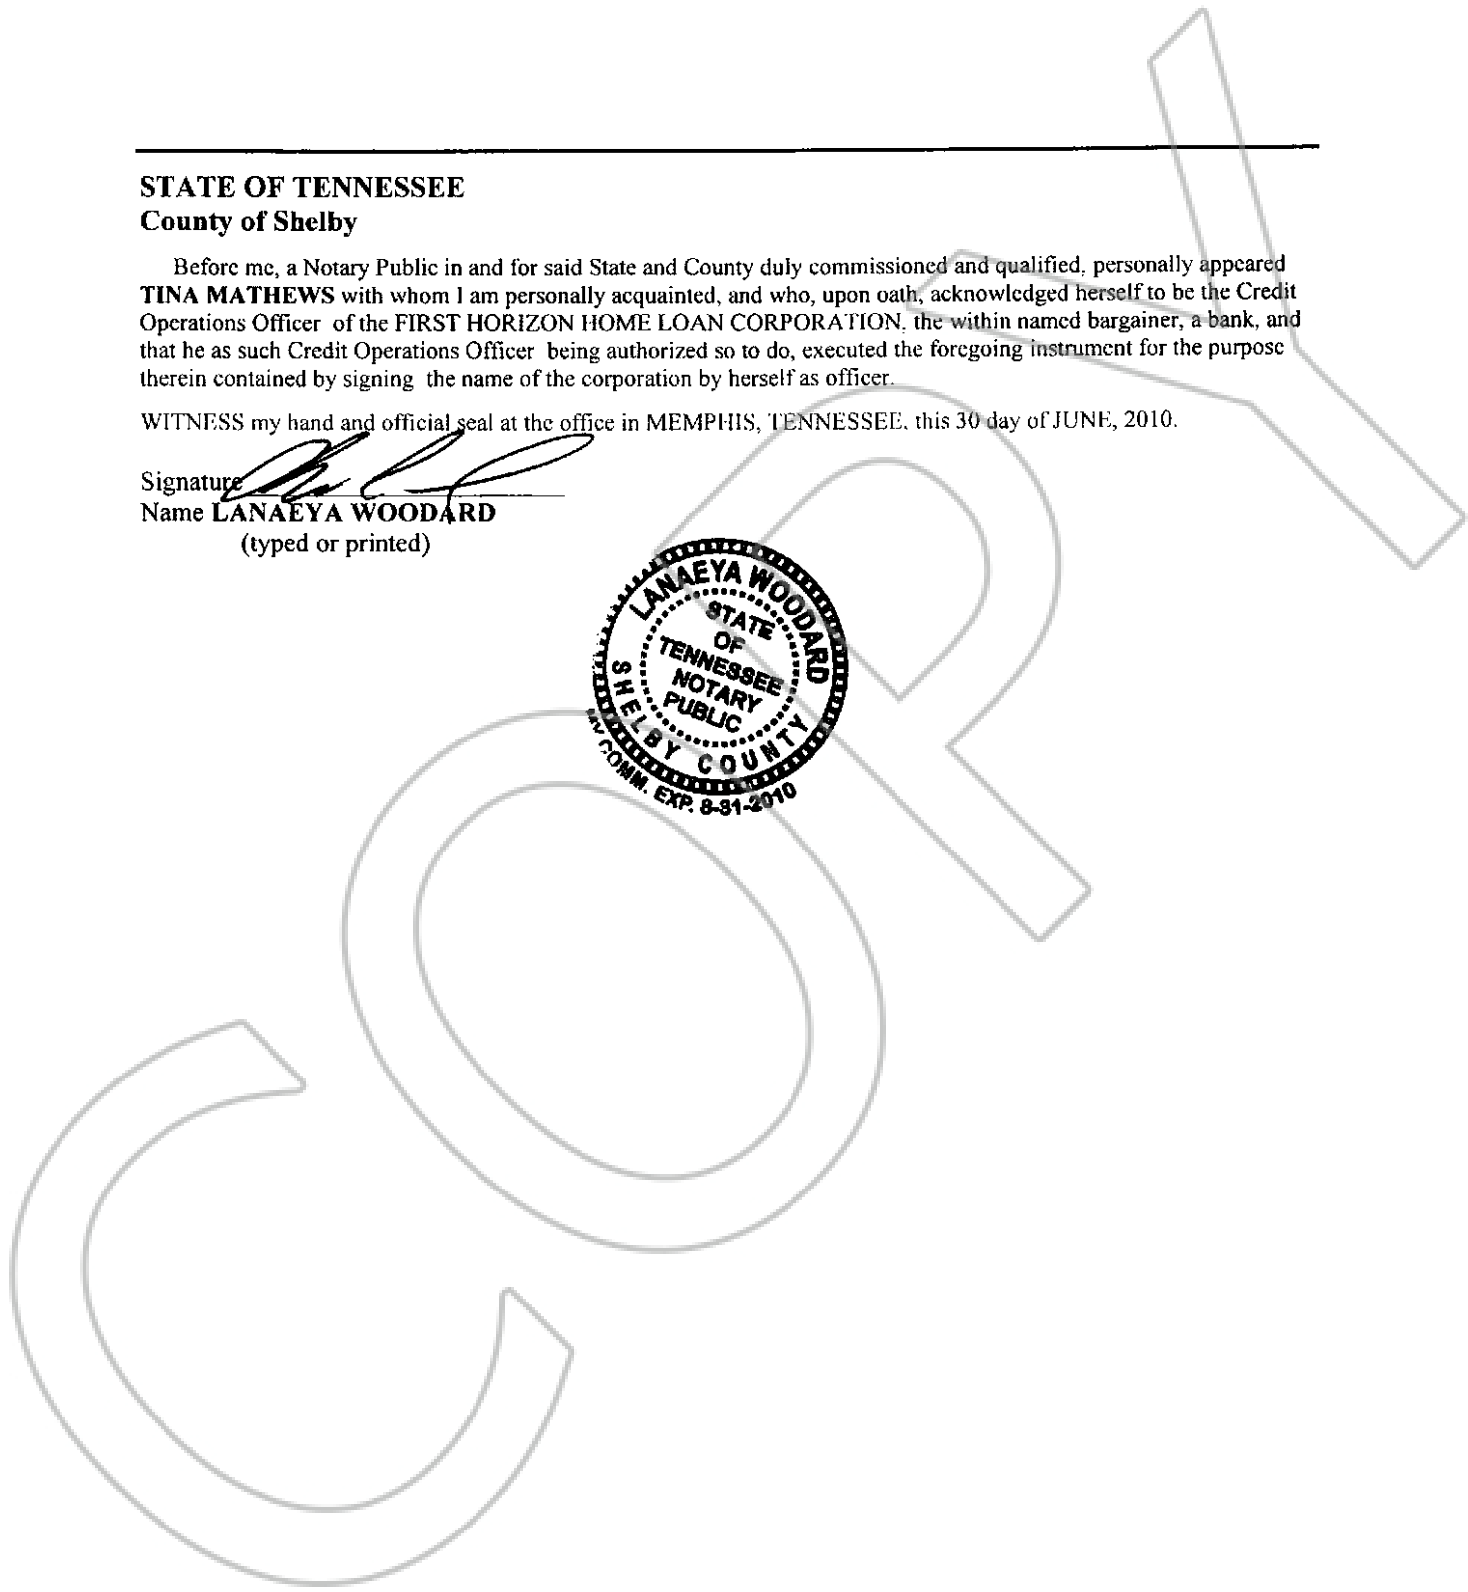 STATE OF TENNESSEE
County of Shelby
Before me, a Notary Public in and for said State and County duly commissioned and qualified, personally appeared
TINA MATHEWS with whom I am personally acquainted, and who, upon oath, acknowledged herself to be the Credit
Operations Officer of the FIRST HORIZON HOME LOAN CORPORATION, the within named bargainer, a bank, and
that he as such Credit Operations Officer being authorized so to do, executed the foregoing instrument for the purpose
therein contained by signing the name of the corporation by herself as officer.
WITNESS my hand and official seal at the office in MEMPHIS, TENNESSEE, this 30 day of JUNE, 2010.
Signature
Name LANAEYA WOODARD
(typed or printed)
LANAEYA WOODARD
STATE
OF
TENNESSEE
NOTARY
PUBLIC
SHELBY COUNTY
MY COMM. EXP. 8-31-2010
COPY